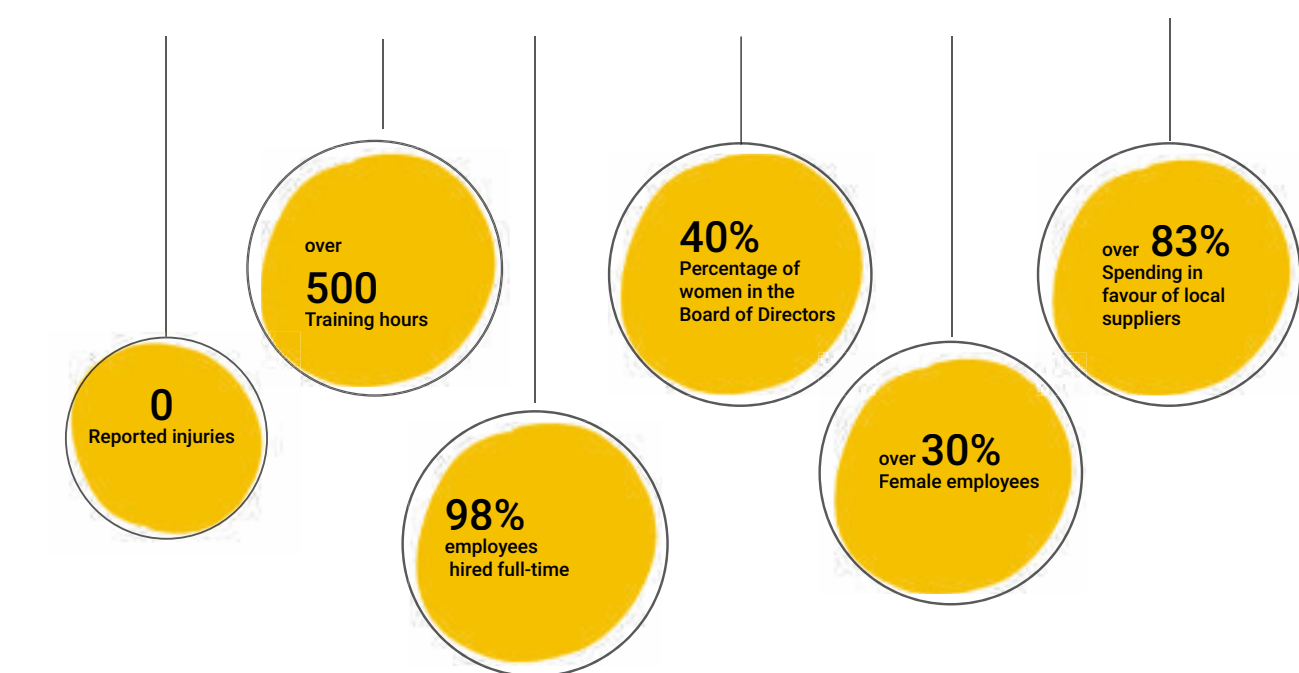 0
Reported injuries
over
500
Training hours
98%
employees
hired full-time
40%
Percentage of
women in the
Board of Directors
over 30%
Female employees
over 83%
Spending in
favour of local
suppliers